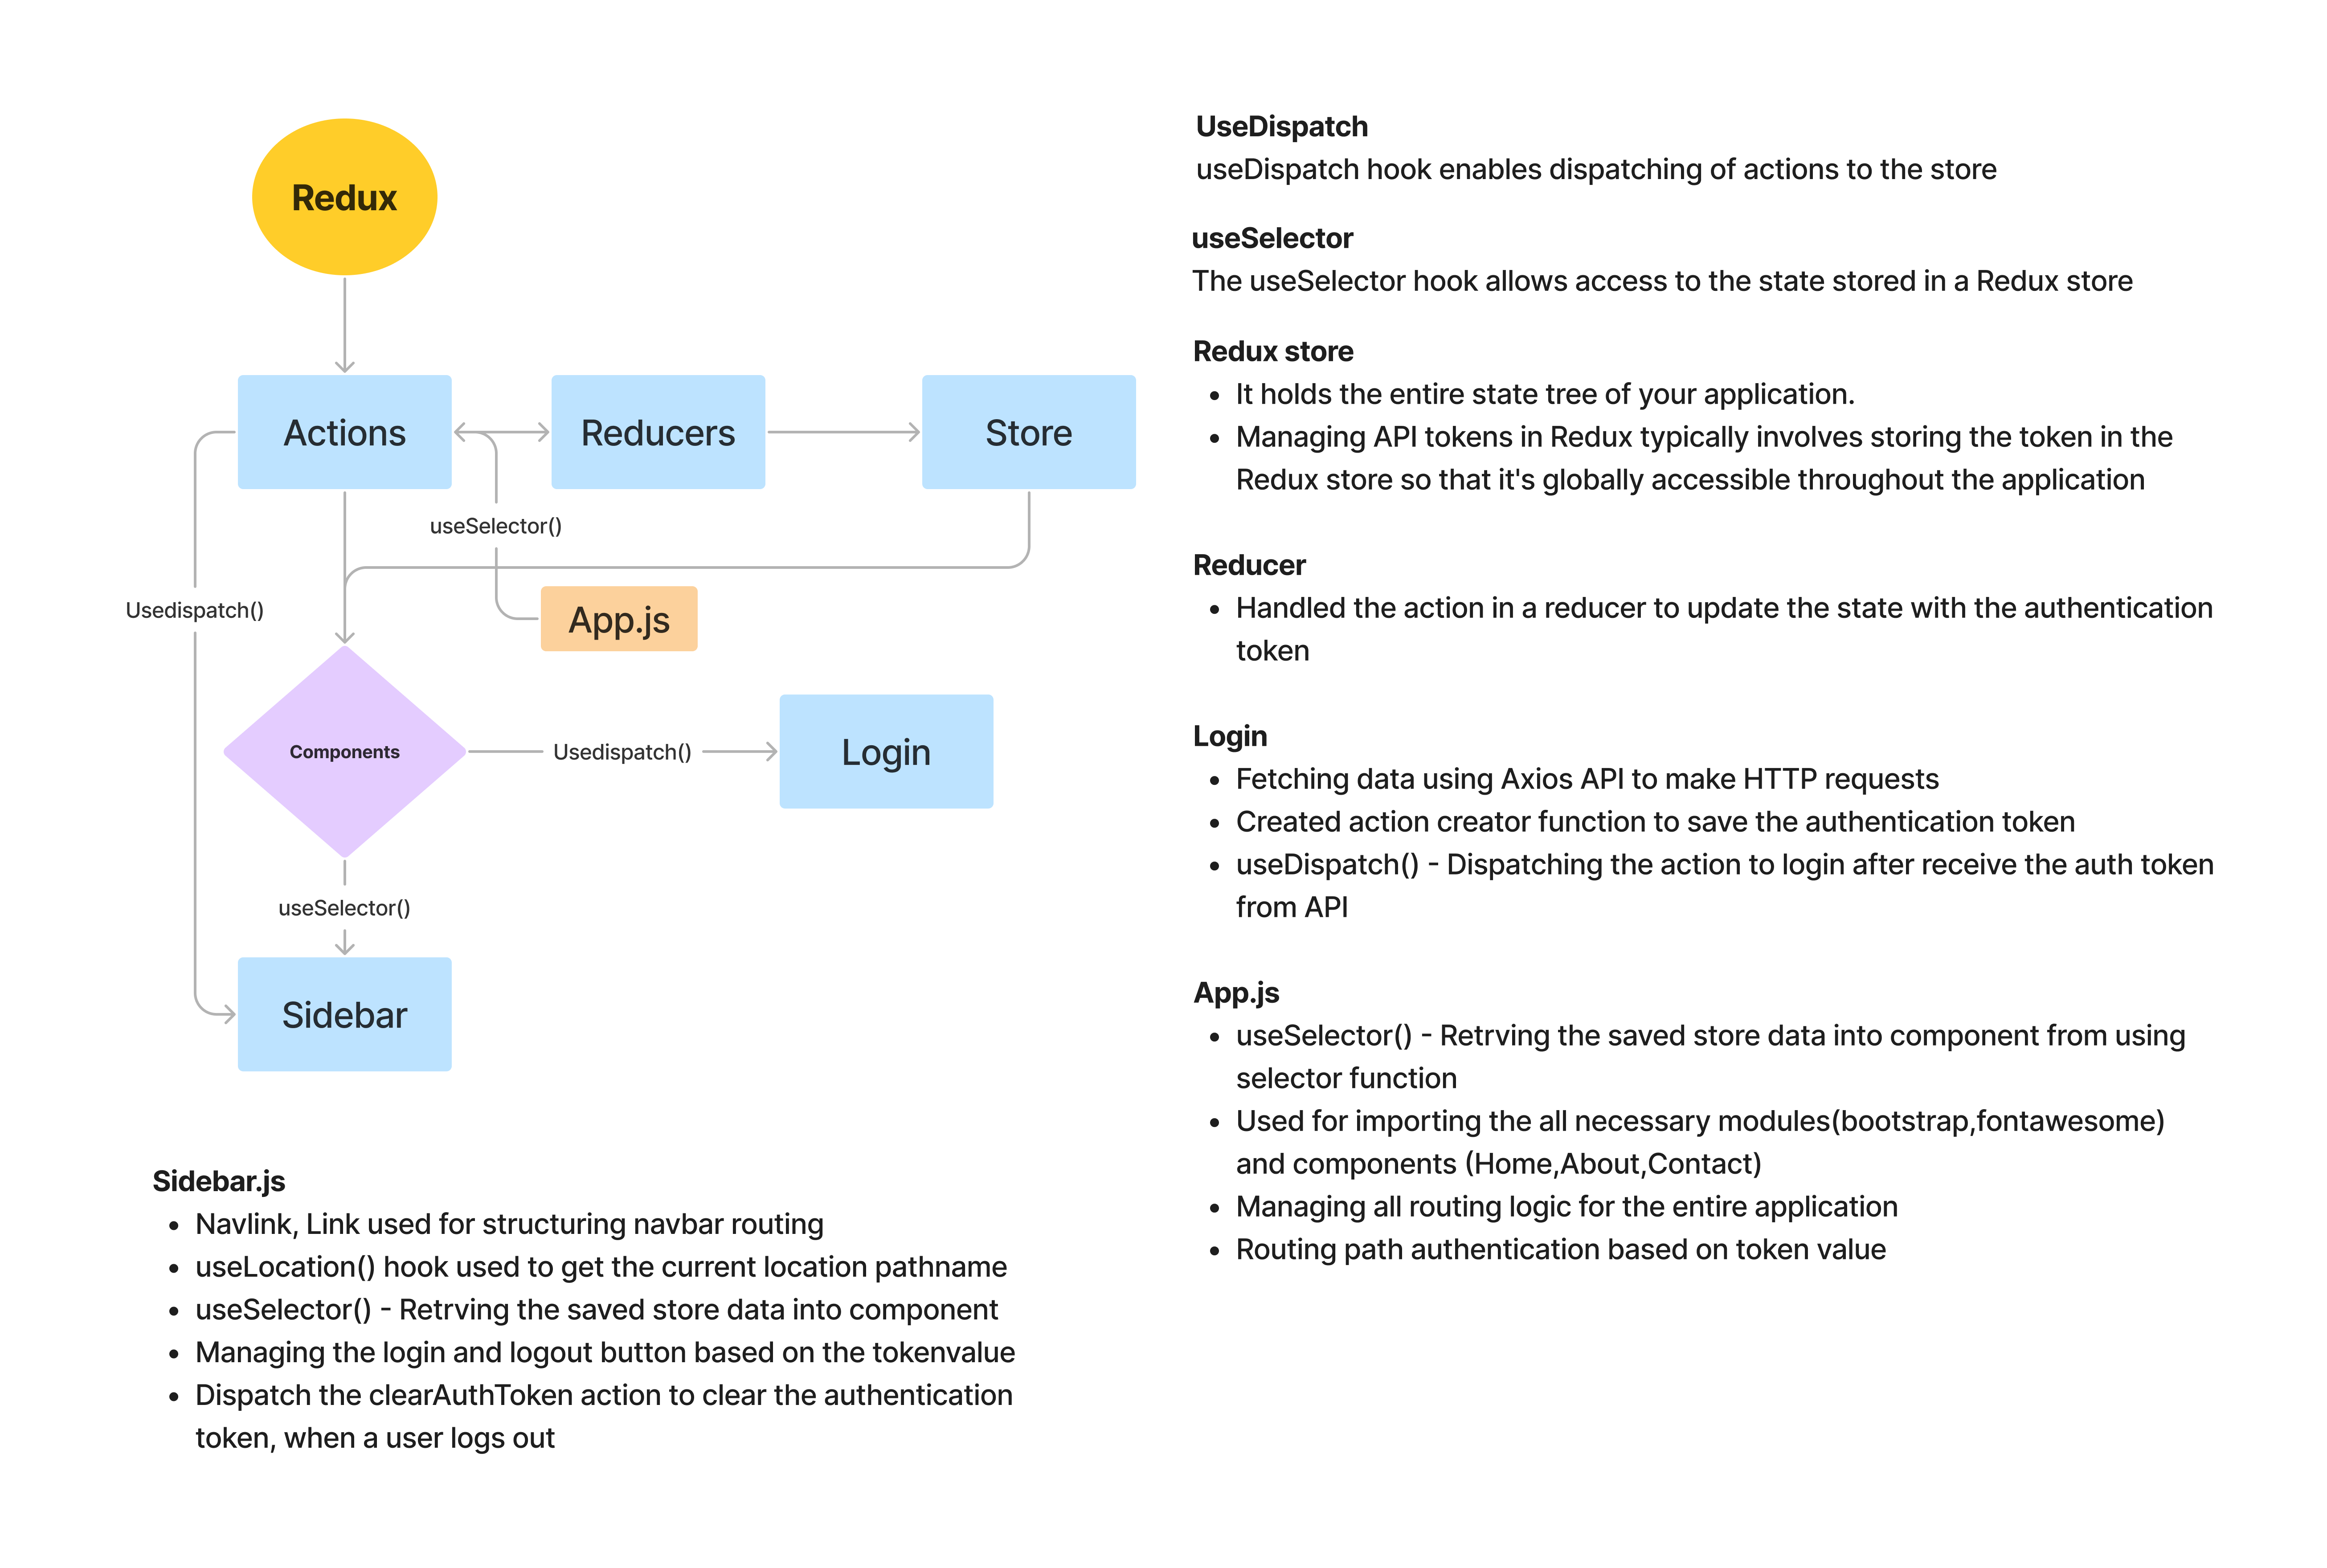 Redux
Actions
Reducers
Store
useSelector()
Usedispatch()
App.js
Components
Usedispatch()
Login
useSelector()
Sidebar
Sidebar.js
• Navlink, Link used for structuring navbar routing
• useLocation() hook used to get the current location pathname
• useSelector() - Retrving the saved store data into component
• Managing the login and logout button based on the tokenvalue
• Dispatch the clearAuthToken action to clear the authentication
token, when a user logs out
UseDispatch
useDispatch hook enables dispatching of actions to the store
useSelector
The useSelector hook allows access to the state stored in a Redux store
Redux store
• It holds the entire state tree of your application.
• Managing API tokens in Redux typically involves storing the token in the
Redux store so that it's globally accessible throughout the application
Reducer
• Handled the action in a reducer to update the state with the authentication
token
Login
• Fetching data using Axios API to make HTTP requests
• Created action creator function to save the authentication token
• useDispatch() - Dispatching the action to login after receive the auth token
from API
App.js
• useSelector() - Retrving the saved store data into component from using
selector function
• Used for importing the all necessary modules(bootstrap,fontawesome)
and components (Home,About,Contact)
• Managing all routing logic for the entire application
• Routing path authentication based on token value